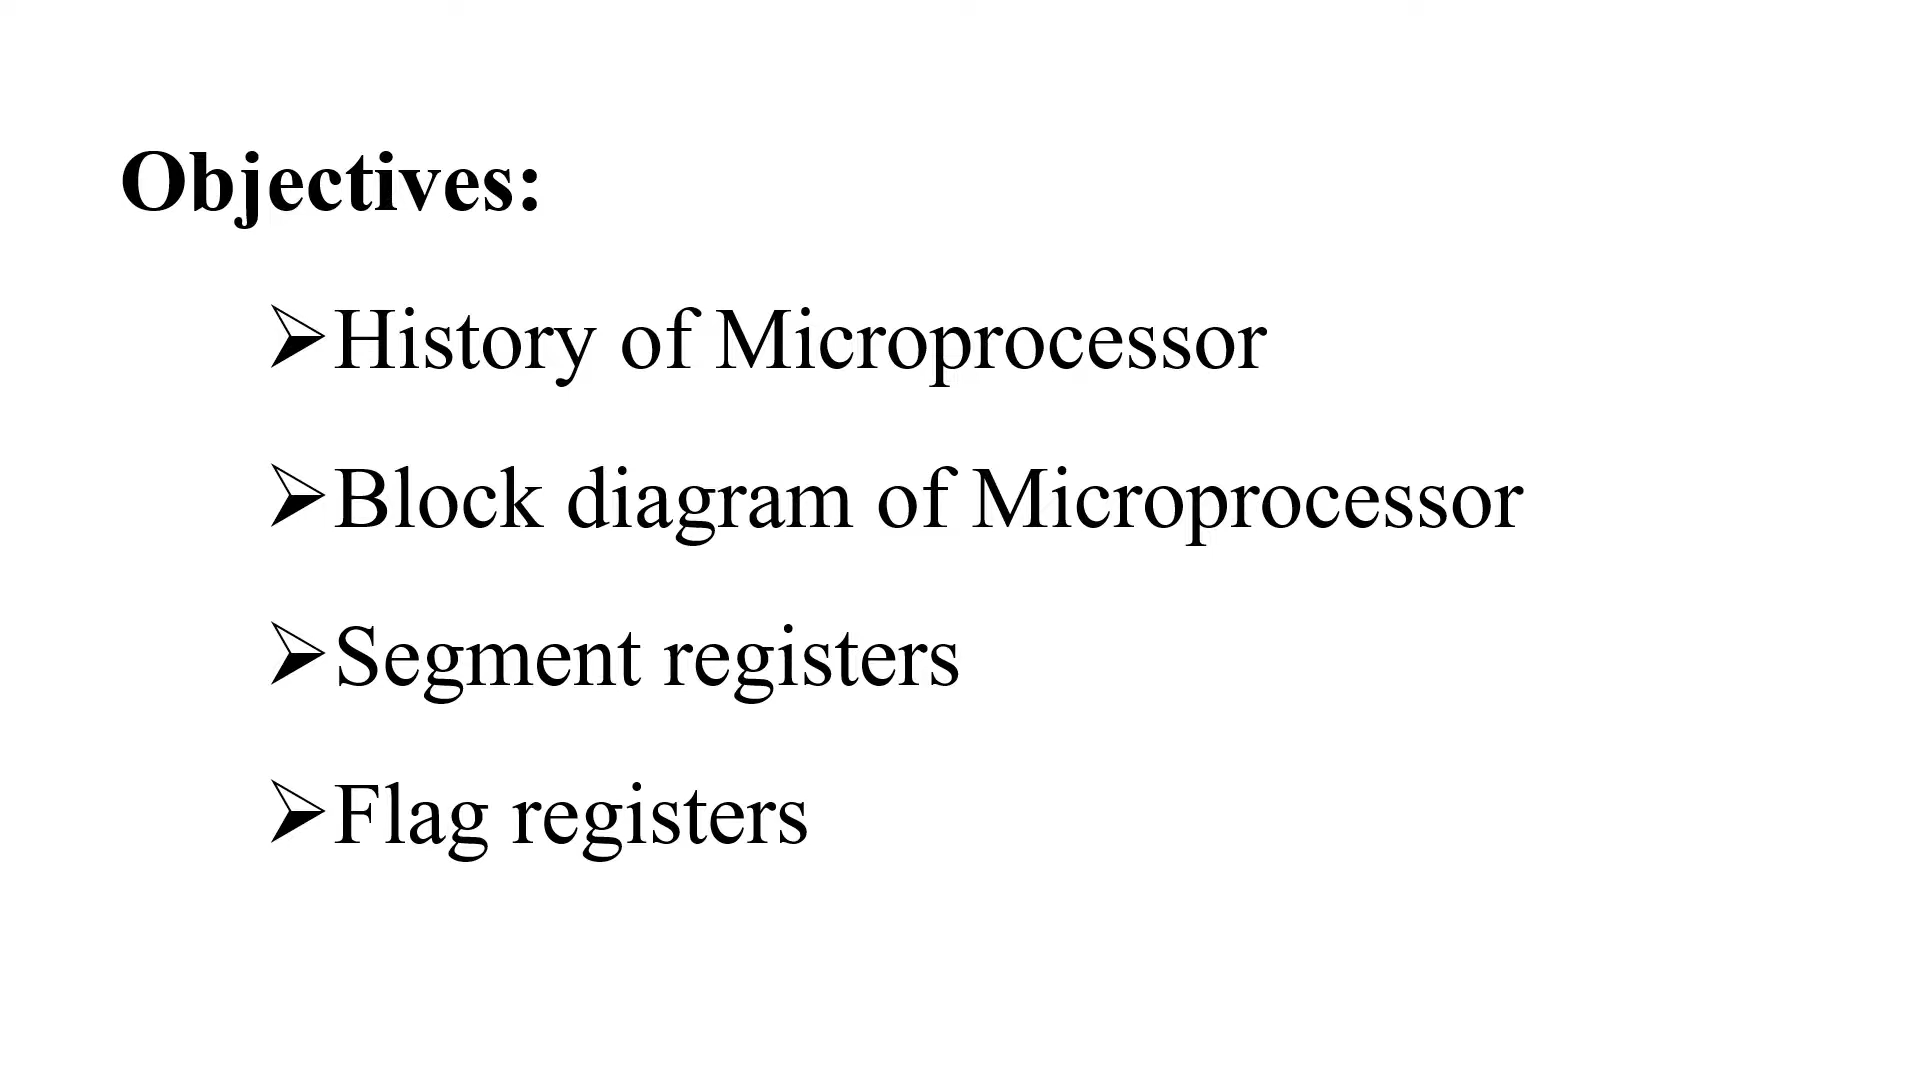 Objectives:
➢History of Microprocessor
➢Block diagram of Microprocessor
➢Segment registers
➢Flag registers